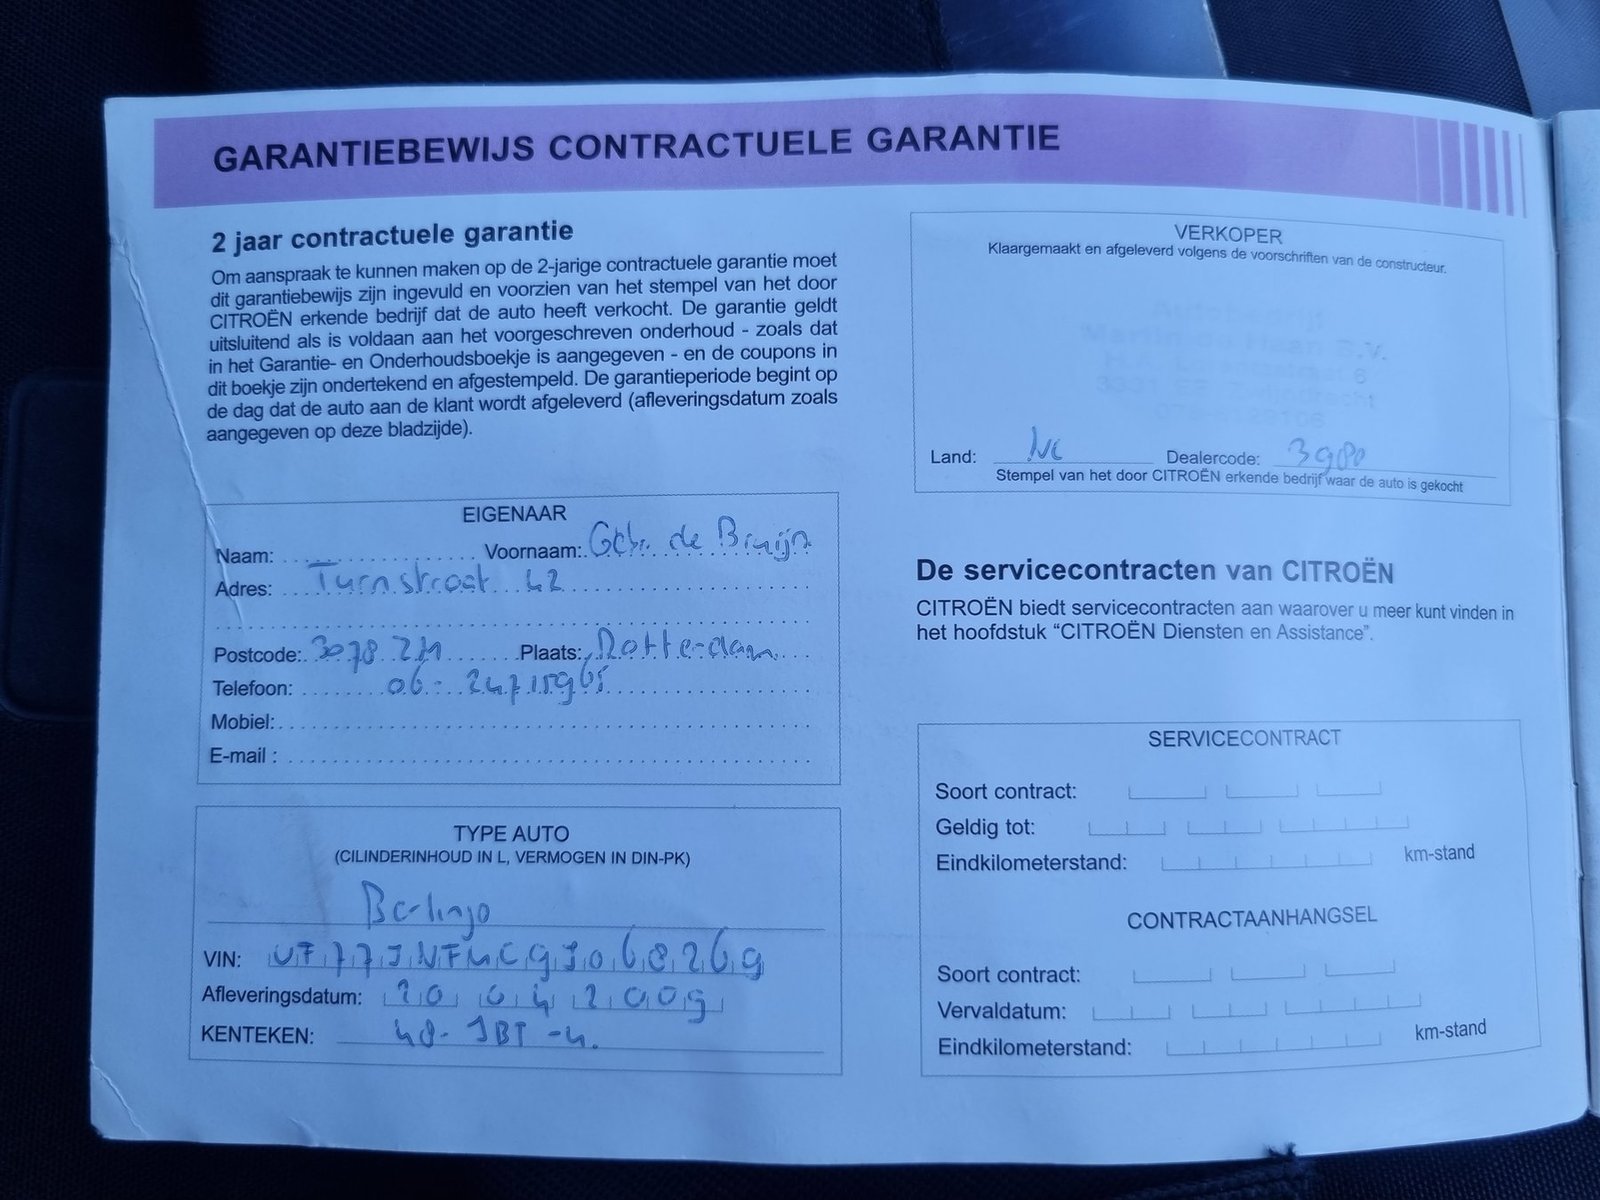 GARANTIEBEWIJS CONTRACTUELE GARANTIE
2 jaar contractuele garantie
Om aanspraak te kunnen maken op de 2-jarige contractuele garantie moet
dit garantiebewijs zijn ingevuld en voorzien van het stempel van het door
CITROËN erkende bedrijf dat de auto heeft verkocht. De garantie geldt
uitsluitend als is voldaan aan het voorgeschreven onderhoud - zoals dat
in het Garantie- en Onderhoudsboekje is aangegeven - en de coupons in
dit boekje zijn ondertekend en afgestempeld. De garantieperiode begint op
de dag dat de auto aan de klant wordt afgeleverd (afleveringsdatum zoals
aangegeven op deze bladzijde).
EIGENAAR
Naam: Voornaam: Gebr. de Bruijn
Adres: Turnstraat 42
Postcode: 3078 Plaats: Rotterdam
Telefoon: 06-24715965
Mobiel:
E-mail :
TYPE AUTO
(CILINDERINHOUD IN L, VERMOGEN IN DIN-PK)
Berlingo
VIN: VF77JNFMC9J068269
Afleveringsdatum: 04 2009
KENTEKEN: 48-JBT-4.
VERKOPER
Klaargemaakt en afgeleverd volgens de voorschriften van de constructeur.
Autobedrijf
B.V.
Land: NL Dealercode:
Stempel van het door CITROËN erkende bedrijf waar de auto is gekocht
De servicecontracten van CITROËN
CITROËN biedt servicecontracten aan waarover u meer kunt vinden in
het hoofdstuk “CITROËN Diensten en Assistance”.
SERVICECONTRACT
Soort contract:
Geldig tot:
Eindkilometerstand: km-stand
CONTRACTAANHANGSEL
Soort contract:
Vervaldatum:
Eindkilometerstand: km-stand